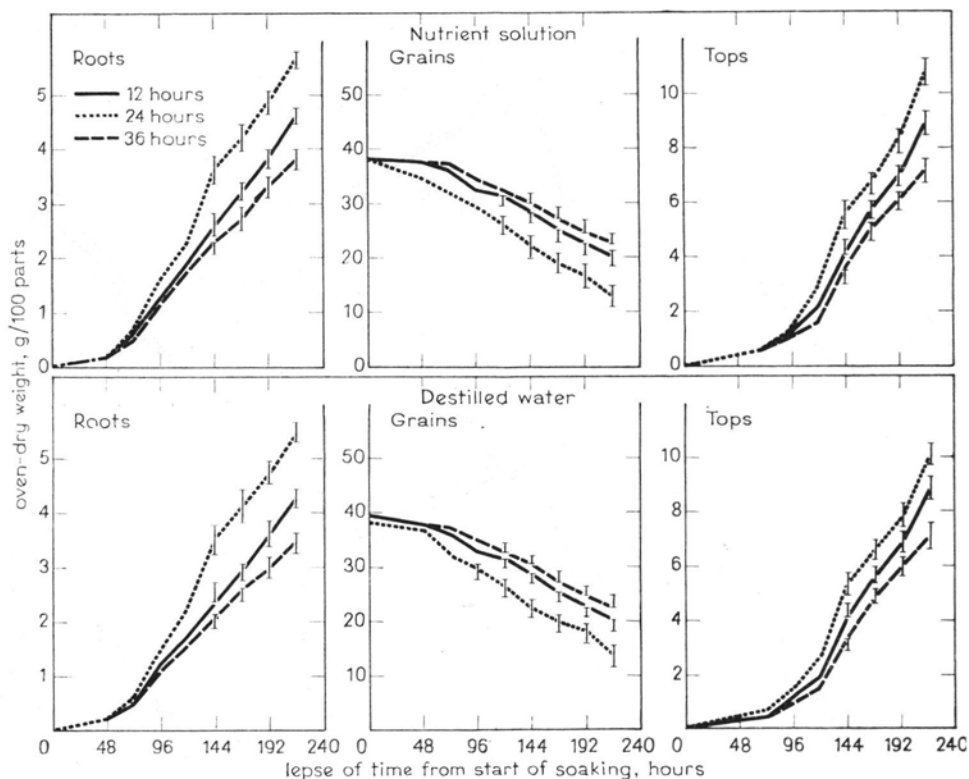 Nutrient solution
Roots
Grains
Tops
12 hours
24 hours
36 hours
5
4
3
2
1
0
50
40
30
20
10
0
10
8
6
4
2
0
oven-dry weight, g/100 parts
Destilled water
Roots
Grains
Tops
5
4
3
2
1
50
40
30
20
10
10
8
6
4
2
0 48 96 144 192 240 0 48 96 144 192 240 0 48 96 144 192 240
lepse of time from start of soaking, hours